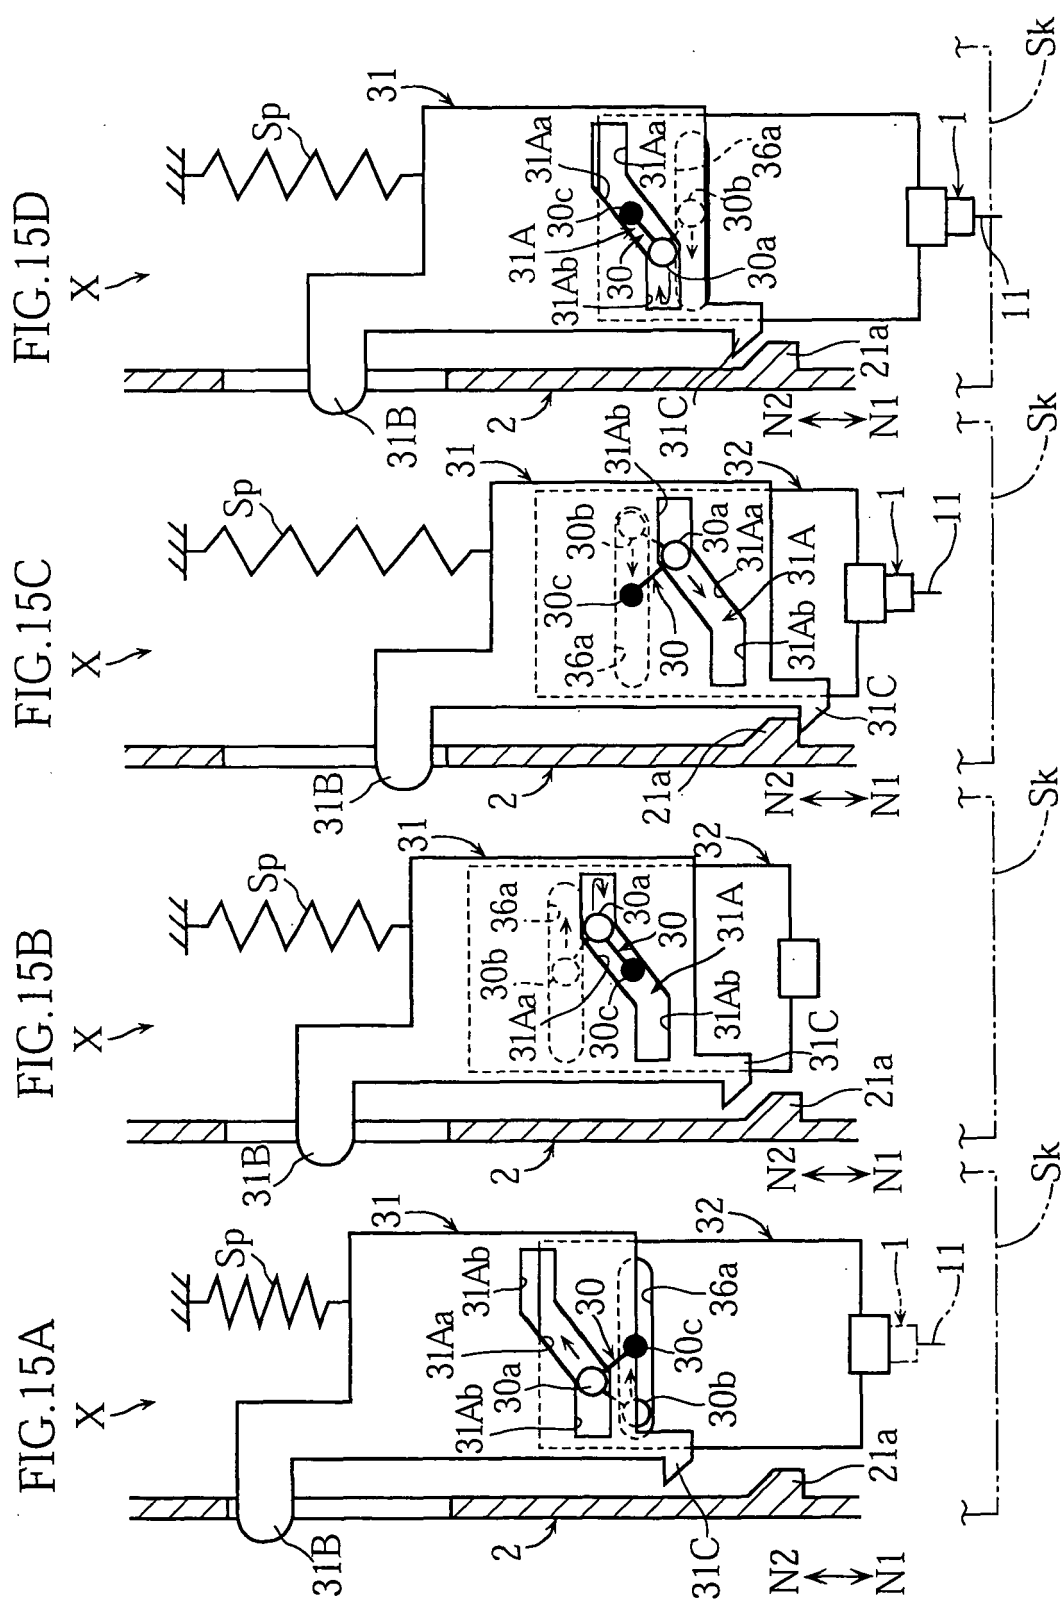 FIG.15A
X
Sp
31
31B
31Ab
31Aa
30a
31Ab
30
30c
36a
30b
32
2
31C
21a
1
11
N2
N1
Sk
FIG.15B
X
Sp
31
31B
36a
30b
31Aa
30c
30a
30
31A
31Ab
32
2
31C
21a
N2
N1
Sk
FIG.15C
X
Sp
31
31B
31Ab
30b
30c
36a
30a
30
31Aa
31A
31Ab
32
2
21a
31C
1
11
N2
N1
Sk
FIG.15D
X
Sp
31
31B
31Aa
31Aa
30c
31A
31Ab
30
36a
30b
30a
2
31C
21a
1
11
N2
N1
Sk